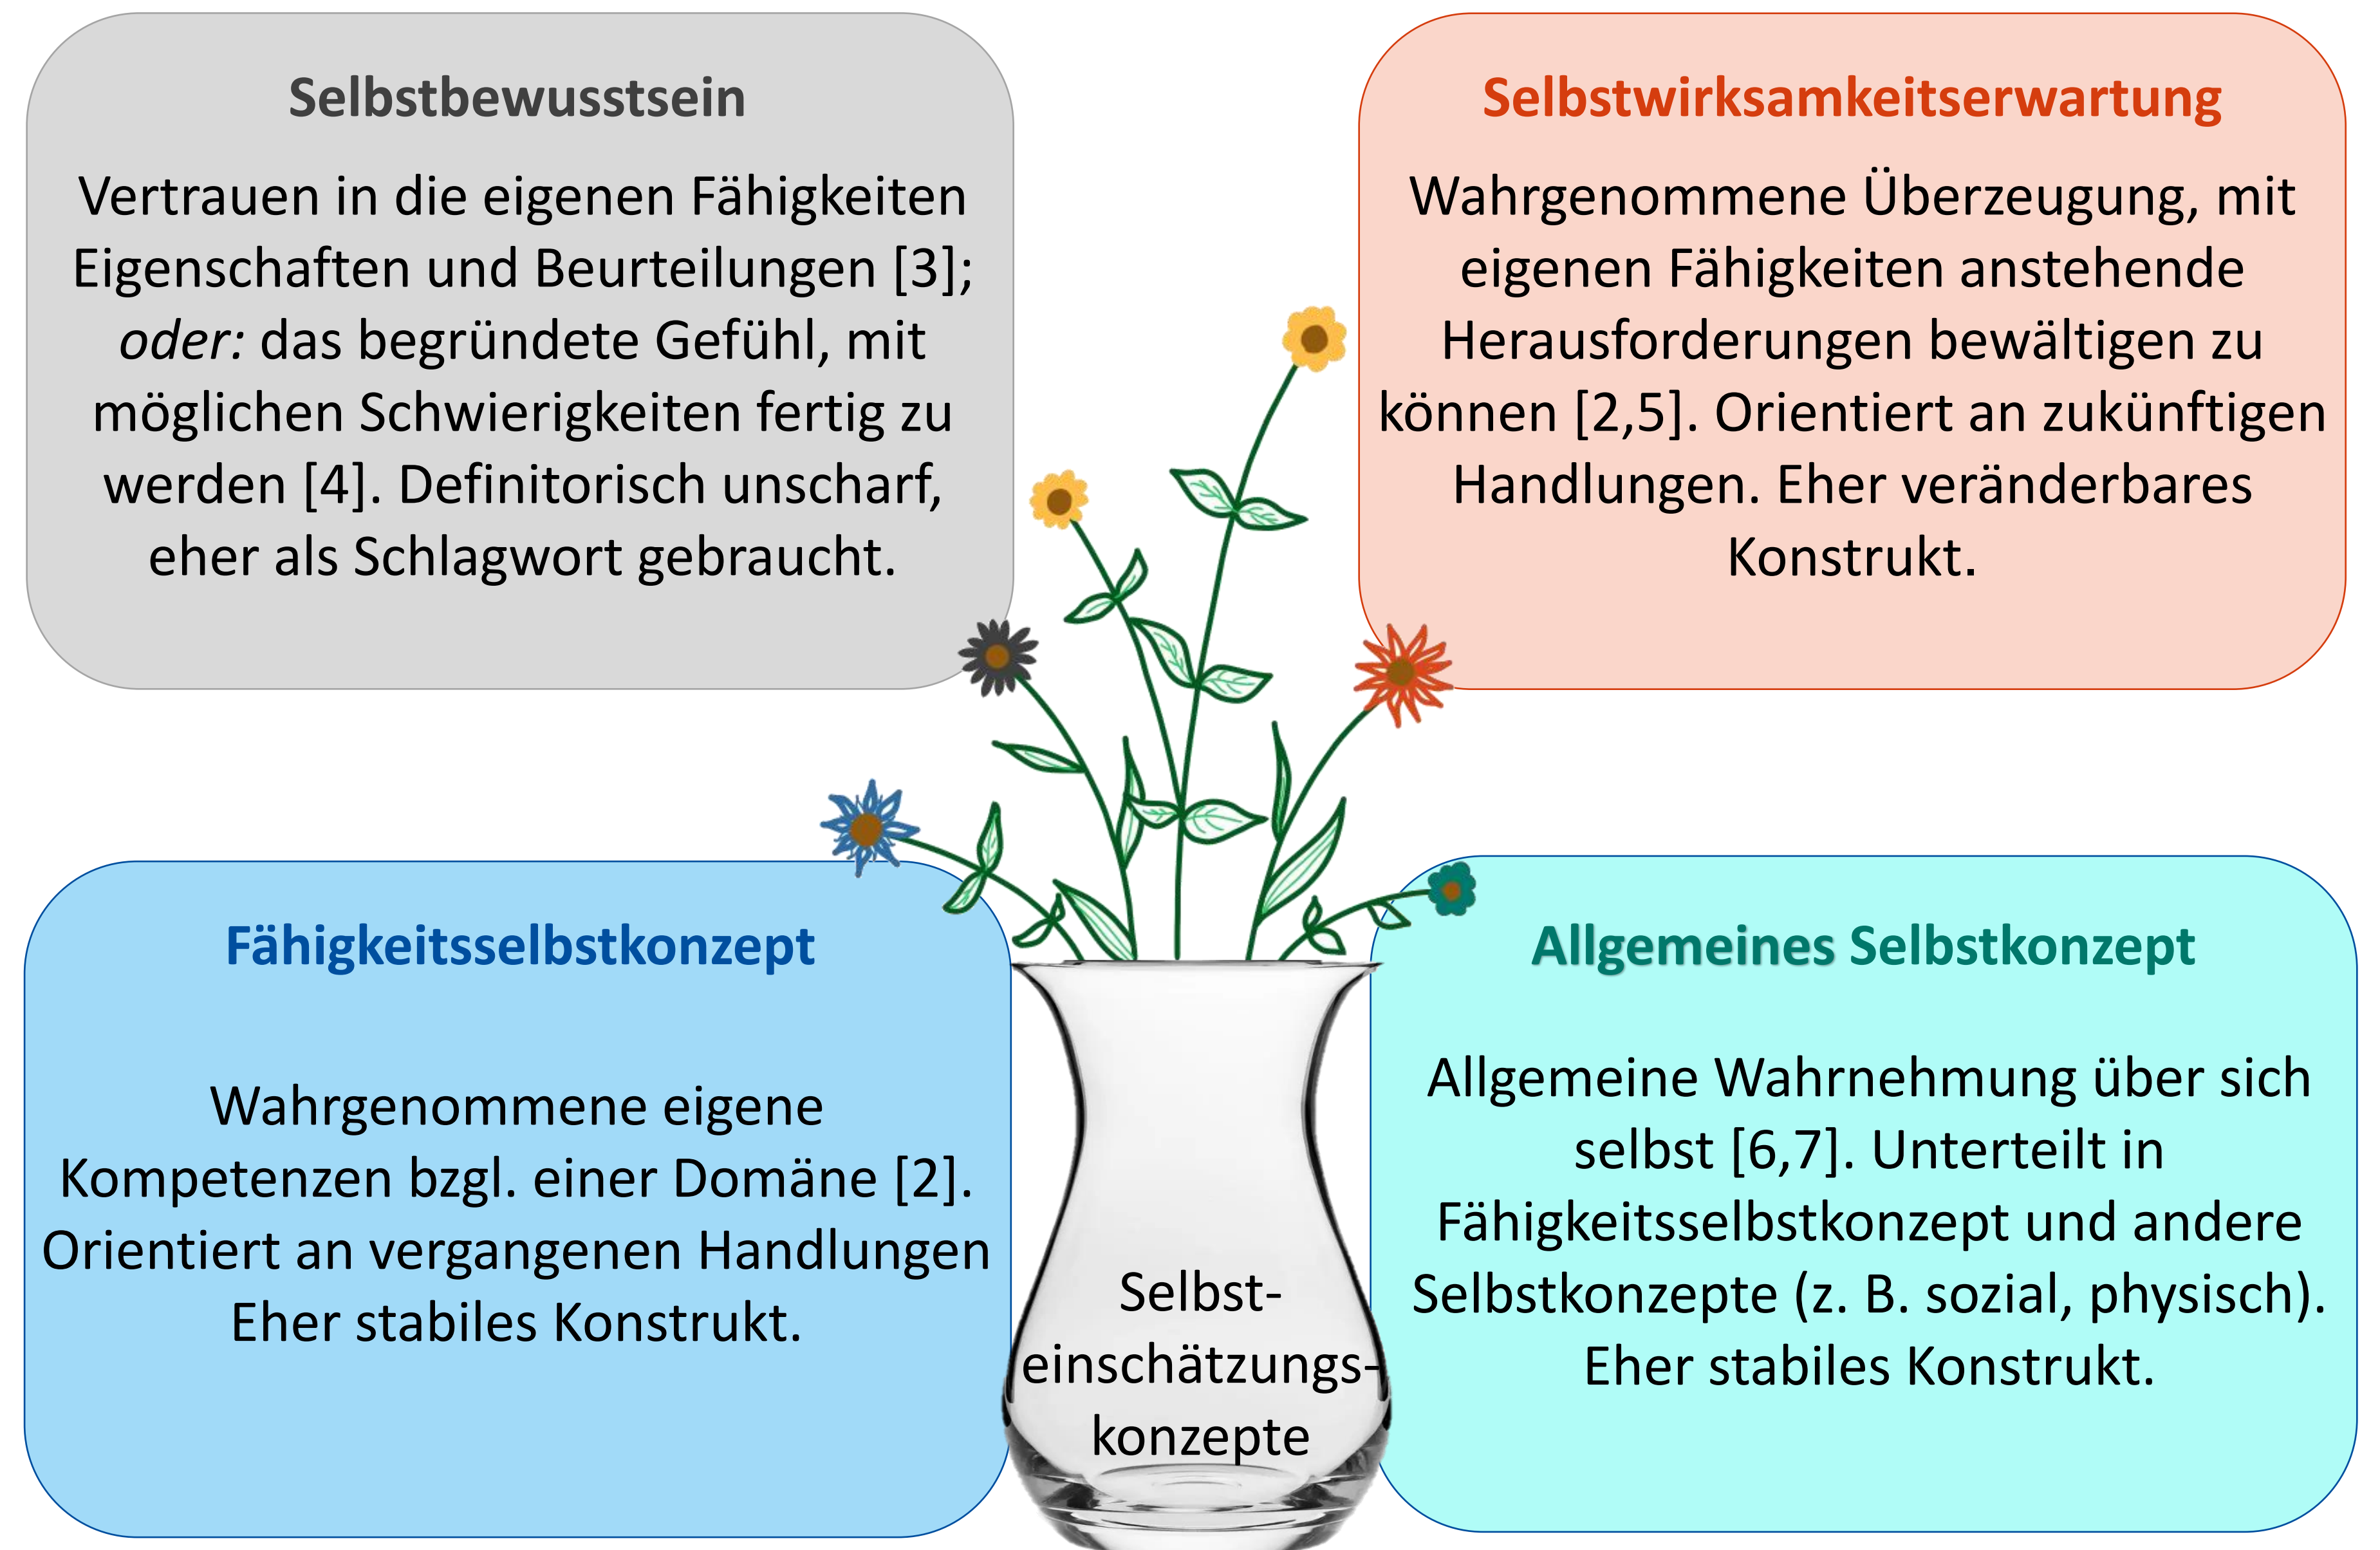 Selbstbewusstsein
Vertrauen in die eigenen Fähigkeiten
Eigenschaften und Beurteilungen [3];
oder: das begründete Gefühl, mit
möglichen Schwierigkeiten fertig zu
werden [4]. Definitorisch unscharf,
eher als Schlagwort gebraucht.
Selbstwirksamkeitserwartung
Wahrgenommene Überzeugung, mit
eigenen Fähigkeiten anstehende
Herausforderungen bewältigen zu
können [2,5]. Orientiert an zukünftigen
Handlungen. Eher veränderbares
Konstrukt.
Fähigkeitsselbstkonzept
Wahrgenommene eigene
Kompetenzen bzgl. einer Domäne [2].
Orientiert an vergangenen Handlungen
Eher stabiles Konstrukt.
Selbst-
einschätzungs-
konzepte
Allgemeines Selbstkonzept
Allgemeine Wahrnehmung über sich
selbst [6,7]. Unterteilt in
Fähigkeitsselbstkonzept und andere
Selbstkonzepte (z. B. sozial, physisch).
Eher stabiles Konstrukt.